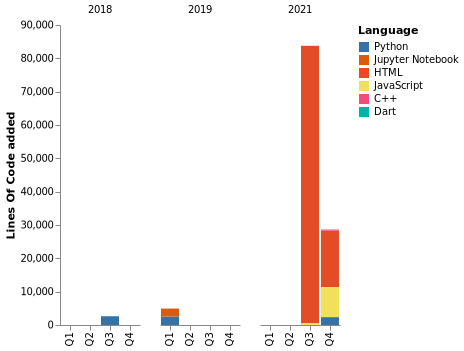 2018 2019 2021
Language
Python
Jupyter Notebook
HTML
JavaScript
C++
Dart
Lines Of Code added
90,000
80,000
70,000
60,000
50,000
40,000
30,000
20,000
10,000
0
Q1 Q2 Q3 Q4 Q1 Q2 Q3 Q4 Q1 Q2 Q3 Q4